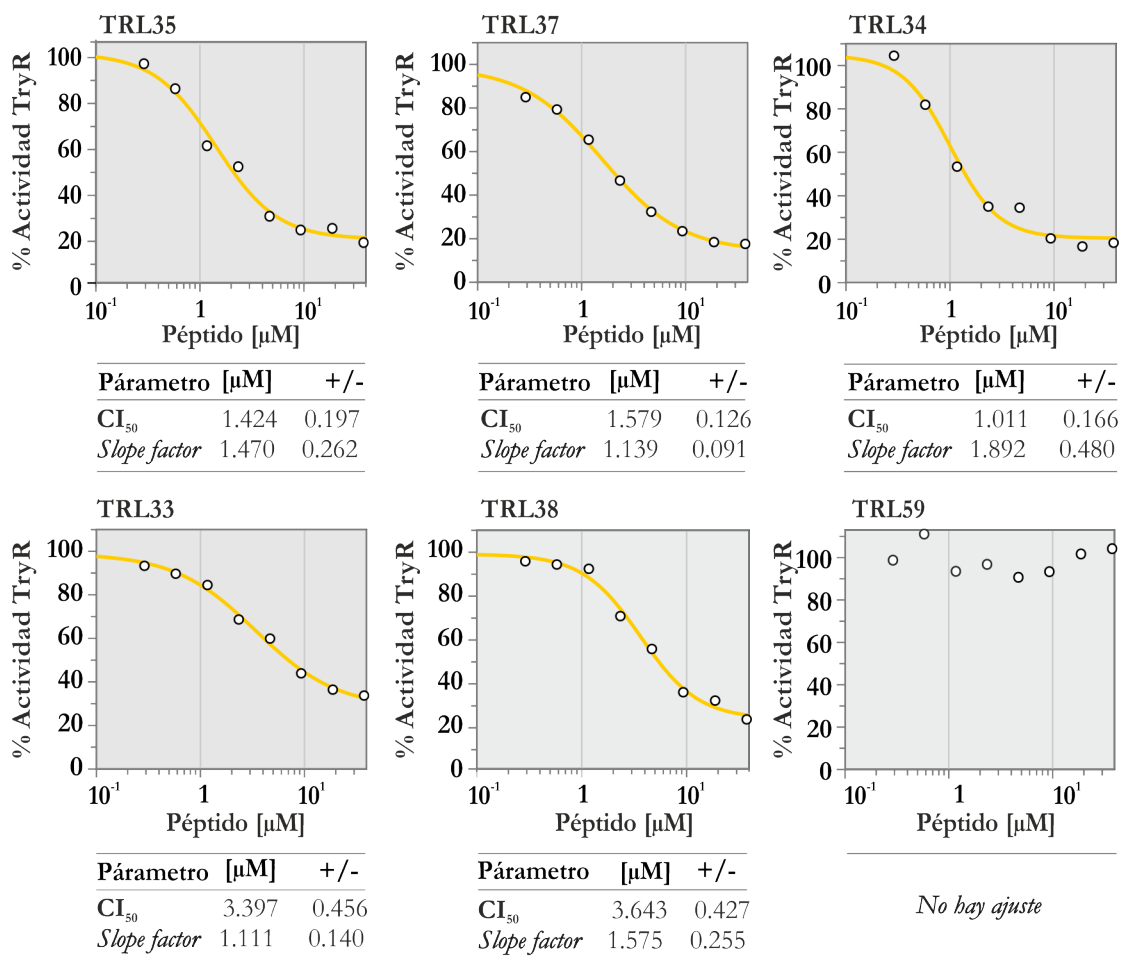 TRL35
% Actividad TryR
100
80
60
40
20
0
10-1 1 101
Péptido [µM]
Párametro [µM] +/-
CI50 1.424 0.197
Slope factor 1.470 0.262
TRL37
% Actividad TryR
100
80
60
40
20
0
10-1 1 101
Péptido [µM]
Párametro [µM] +/-
CI50 1.579 0.126
Slope factor 1.139 0.091
TRL34
% Actividad TryR
100
80
60
40
20
0
10-1 1 101
Péptido [µM]
Párametro [µM] +/-
CI50 1.011 0.166
Slope factor 1.892 0.480
TRL33
% Actividad TryR
100
80
60
40
20
0
10-1 1 101
Péptido [µM]
Párametro [µM] +/-
CI50 3.397 0.456
Slope factor 1.111 0.140
TRL38
% Actividad TryR
100
80
60
40
20
0
10-1 1 101
Péptido [µM]
Párametro [µM] +/-
CI50 3.643 0.427
Slope factor 1.575 0.255
TRL59
% Actividad TryR
100
80
60
40
20
0
10-1 1 101
Péptido [µM]
No hay ajuste